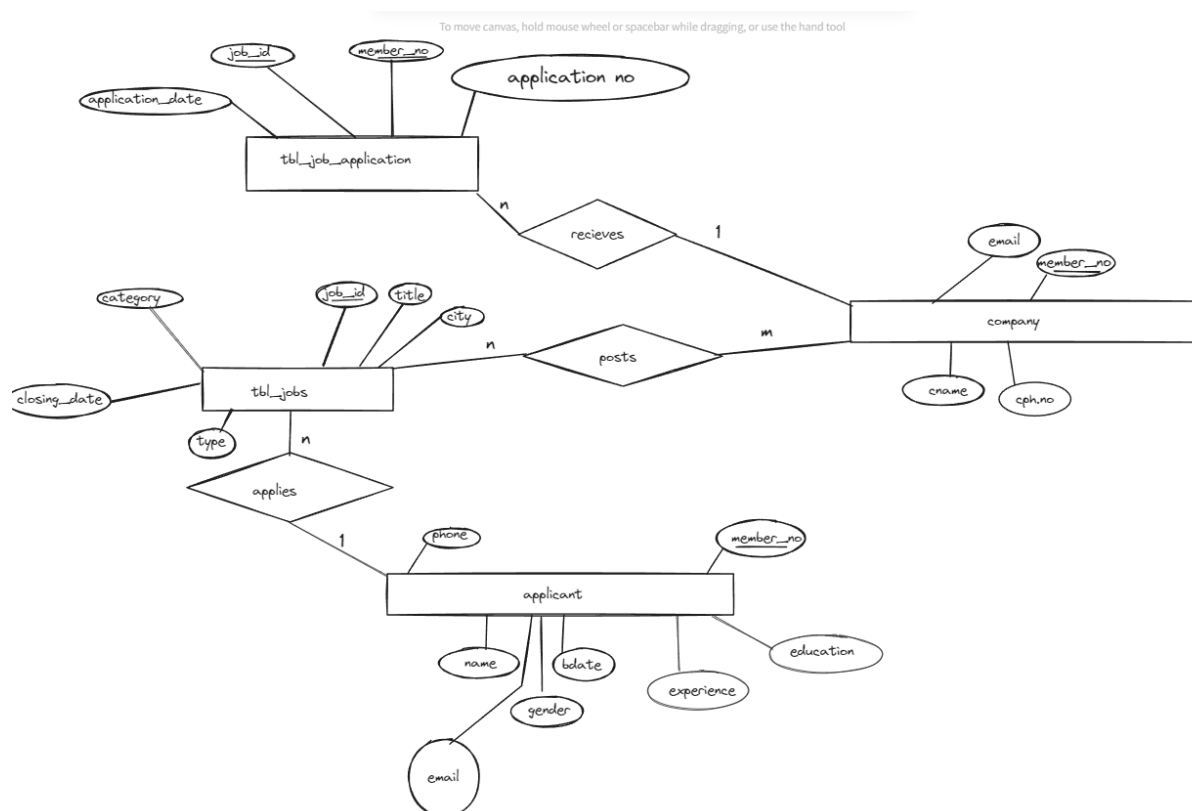 To move canvas, hold mouse wheel or spacebar while dragging, or use the hand tool
job_id
member_no
application no
application_date
tbl_job_application
n
recieves
1
email
member_no
company
cname
cph.no
category
job_id
title
city
n
posts
m
closing_date
tbl_jobs
type
n
applies
1
phone
member_no
applicant
name
bdate
gender
experience
education
email